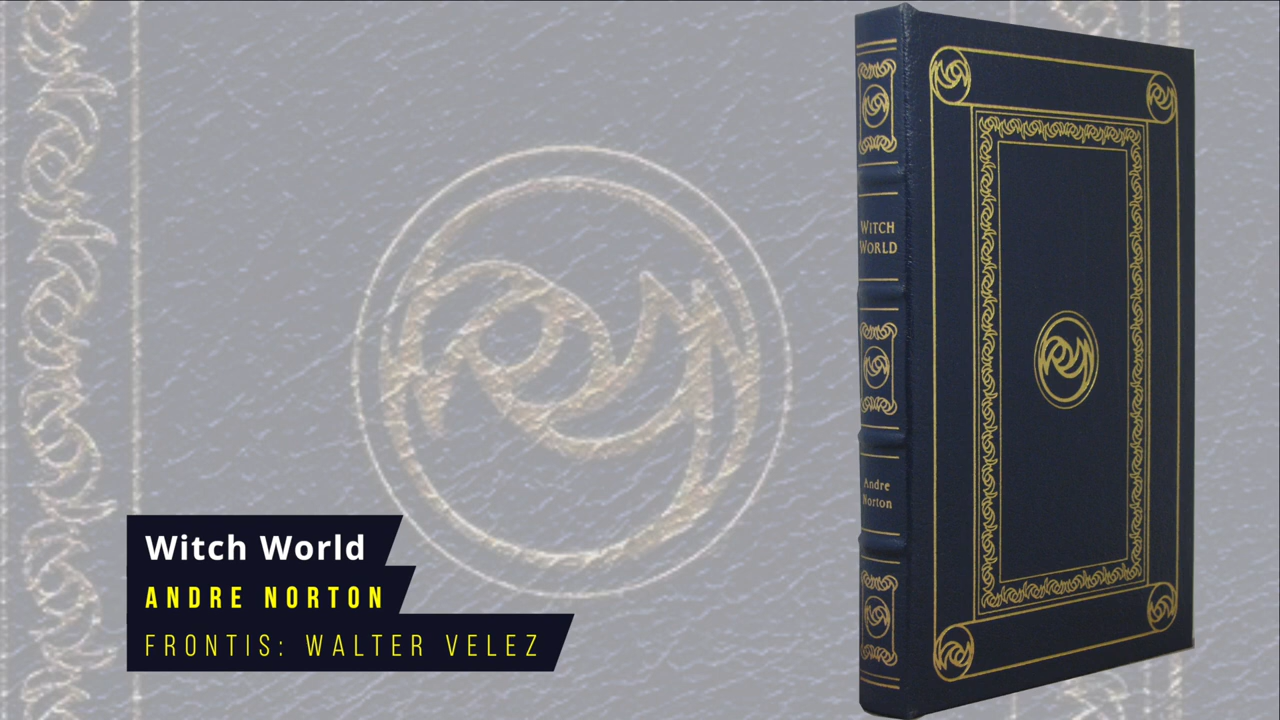 Witch World
ANDRE NORTON
FRONTIS: WALTER VELEZ
WITCH
WORLD
Andre
Norton